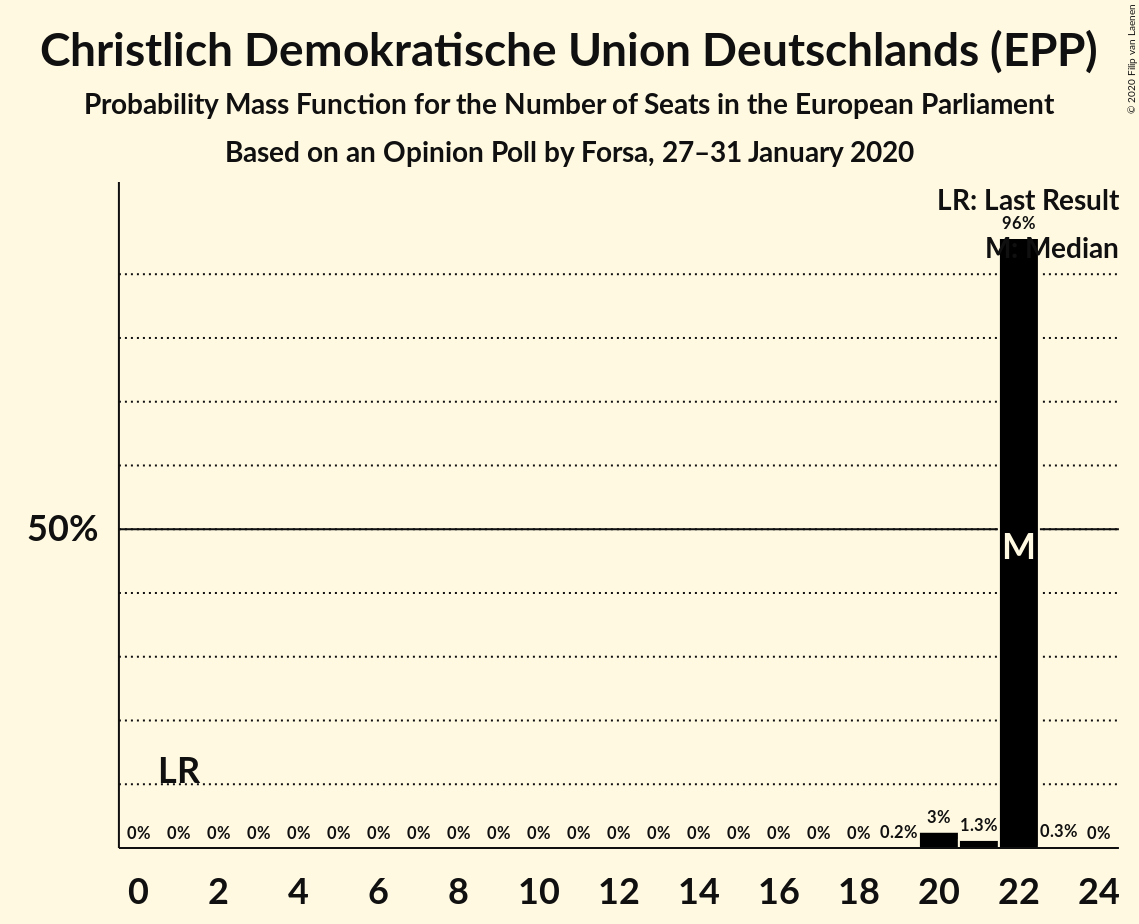 Christlich Demokratische Union Deutschlands (EPP)
Probability Mass Function for the Number of Seats in the European Parliament
Based on an Opinion Poll by Forsa, 27–31 January 2020
© 2020 Filip van Laenen
LR: Last Result
96%
M: Median
50%
M
LR
0% 0% 0% 0% 0% 0% 0% 0% 0% 0% 0% 0% 0% 0% 0% 0% 0% 0% 0% 0.2% 3% 1.3% 0.3% 0%
0 2 4 6 8 10 12 14 16 18 20 22 24